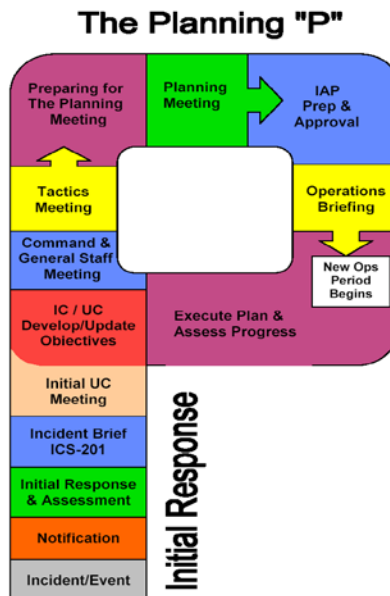 The Planning "P"
Preparing for
The Planning
Meeting
Planning
Meeting
IAP
Prep &
Approval
Tactics
Meeting
Operations
Briefing
Command &
General Staff
Meeting
New Ops
Period
Begins
IC / UC
Develop/Update
Objectives
Execute Plan &
Assess Progress
Initial UC
Meeting
Incident Brief
ICS-201
Initial Response
& Assessment
Notification
Incident/Event
Initial Response